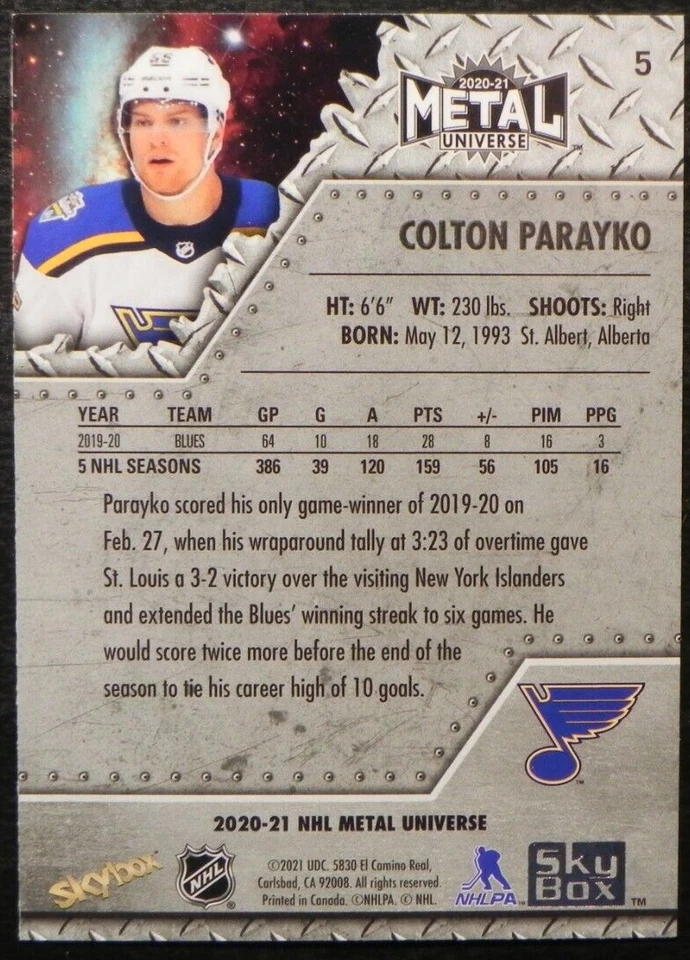 55
5
2020-21
METAL
UNIVERSE
™
COLTON PARAYKO
HT: 6'6" WT: 230 lbs. SHOOTS: Right
BORN: May 12, 1993 St. Albert, Alberta
YEAR TEAM GP G A PTS +/- PIM PPG
2019-20 BLUES 64 10 18 28 8 16 3
5 NHL SEASONS 386 39 120 159 56 105 16
Parayko scored his only game-winner of 2019-20 on
Feb. 27, when his wraparound tally at 3:23 of overtime gave
St. Louis a 3-2 victory over the visiting New York Islanders
and extended the Blues' winning streak to six games. He
would score twice more before the end of the
season to tie his career high of 10 goals.
™
2020-21 NHL METAL UNIVERSE
skybox™
NHL ®
©2021 UDC. 5830 El Camino Real,
Carlsbad, CA 92008. All rights reserved.
Printed in Canada. ©NHLPA. © NHL.
NHLPA™
Sky
Box ™